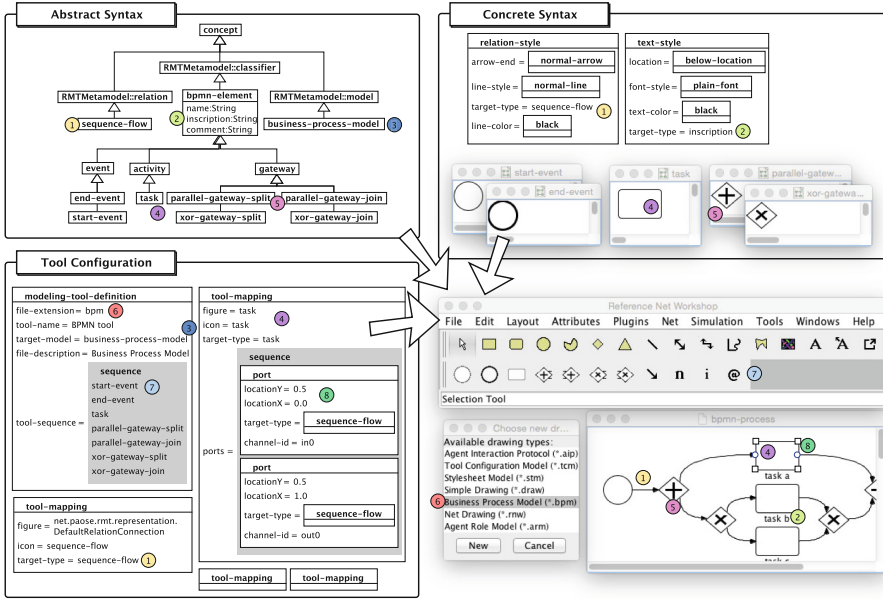 Abstract Syntax
concept
RMTMetamodel::classifier
RMTMetamodel::relation
bpmn-element
RMTMetamodel::model
name:String
inscription:String
comment:String
1
sequence-flow
2
business-process-model
3
event
activity
gateway
end-event
task
parallel-gateway-split
parallel-gateway-join
start-event
4
5
xor-gateway-split
xor-gateway-join
Concrete Syntax
relation-style
arrow-end =
normal-arrow
line-style =
normal-line
target-type = sequence-flow
1
line-color =
black
text-style
location =
below-location
font-style =
plain-font
text-color =
black
target-type = inscription
2
start-event
end-event
task
4
parallel-gatew...
5
xor-gatewa...
Tool Configuration
modeling-tool-definition
file-extension= bpm
6
tool-name = BPMN tool
3
target-model = business-process-model
file-description= Business Process Model
tool-sequence =
sequence
start-event
7
end-event
task
parallel-gateway-split
parallel-gateway-join
xor-gateway-split
xor-gateway-join
tool-mapping
figure =
net.paose.rmt.representation.
DefaultRelationConnection
icon = sequence-flow
target-type = sequence-flow
1
tool-mapping
figure = task
icon = task
4
target-type = task
ports =
sequence
port
locationY= 0.5
locationX= 0.0
8
target-type =
sequence-flow
channel-id = in0
port
locationY= 0.5
locationX= 1.0
target-type =
sequence-flow
channel-id = out0
tool-mapping
tool-mapping
Reference Net Workshop
File Edit Layout Attributes Plugins Net Simulation Tools Windows Help
A A
n i @ 7
Selection Tool
Choose new dr...
Available drawing types:
Agent Interaction Protocol (*.aip)
Tool Configuration Model (*.tcm)
Stylesheet Model (*.stm)
Simple Drawing (*.draw)
6
Business Process Model (*.bpm)
Net Drawing (*.rnw)
Agent Role Model (*.arm)
New
Cancel
bpmn-process
8
4
1
task a
5
task b
2